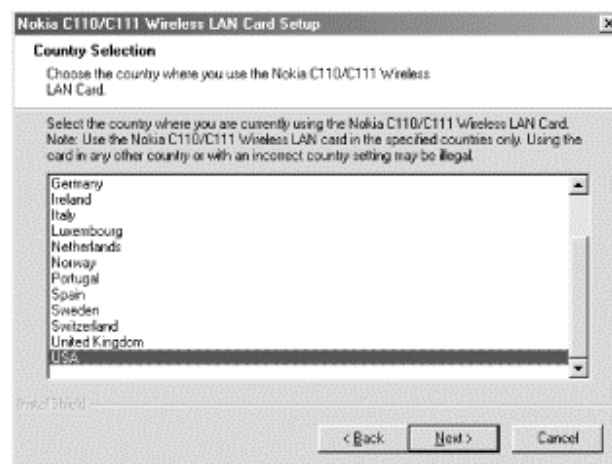 Nokia C110/C111 Wireless LAN Card Setup
Country Selection
Choose the country where you use the Nokia C110/C111 Wireless
LAN Card.
Select the country where you are currently using the Nokia C110/C111 Wireless LAN Card.
Note: Use the Nokia C110/C111 Wireless LAN card in the specified countries only. Using the
card in any other country or with an incorrect country setting may be illegal.
Germany
Ireland
Italy
Luxembourg
Netherlands
Norway
Portugal
Spain
Sweden
Switzerland
United Kingdom
USA
InstallShield
< Back
Next >
Cancel